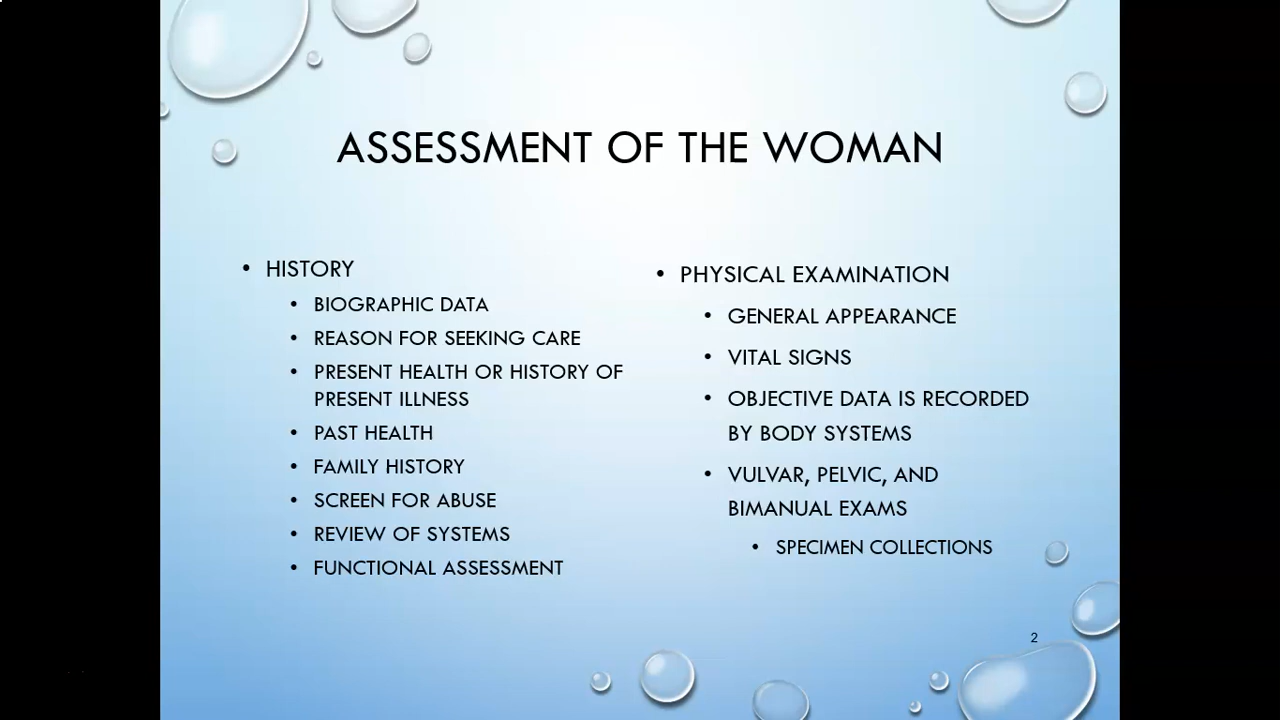 ASSESSMENT OF THE WOMAN
• HISTORY
• BIOGRAPHIC DATA
• REASON FOR SEEKING CARE
• PRESENT HEALTH OR HISTORY OF
PRESENT ILLNESS
• PAST HEALTH
• FAMILY HISTORY
• SCREEN FOR ABUSE
• REVIEW OF SYSTEMS
• FUNCTIONAL ASSESSMENT
• PHYSICAL EXAMINATION
• GENERAL APPEARANCE
• VITAL SIGNS
• OBJECTIVE DATA IS RECORDED
BY BODY SYSTEMS
• VULVAR, PELVIC, AND
BIMANUAL EXAMS
• SPECIMEN COLLECTIONS
2